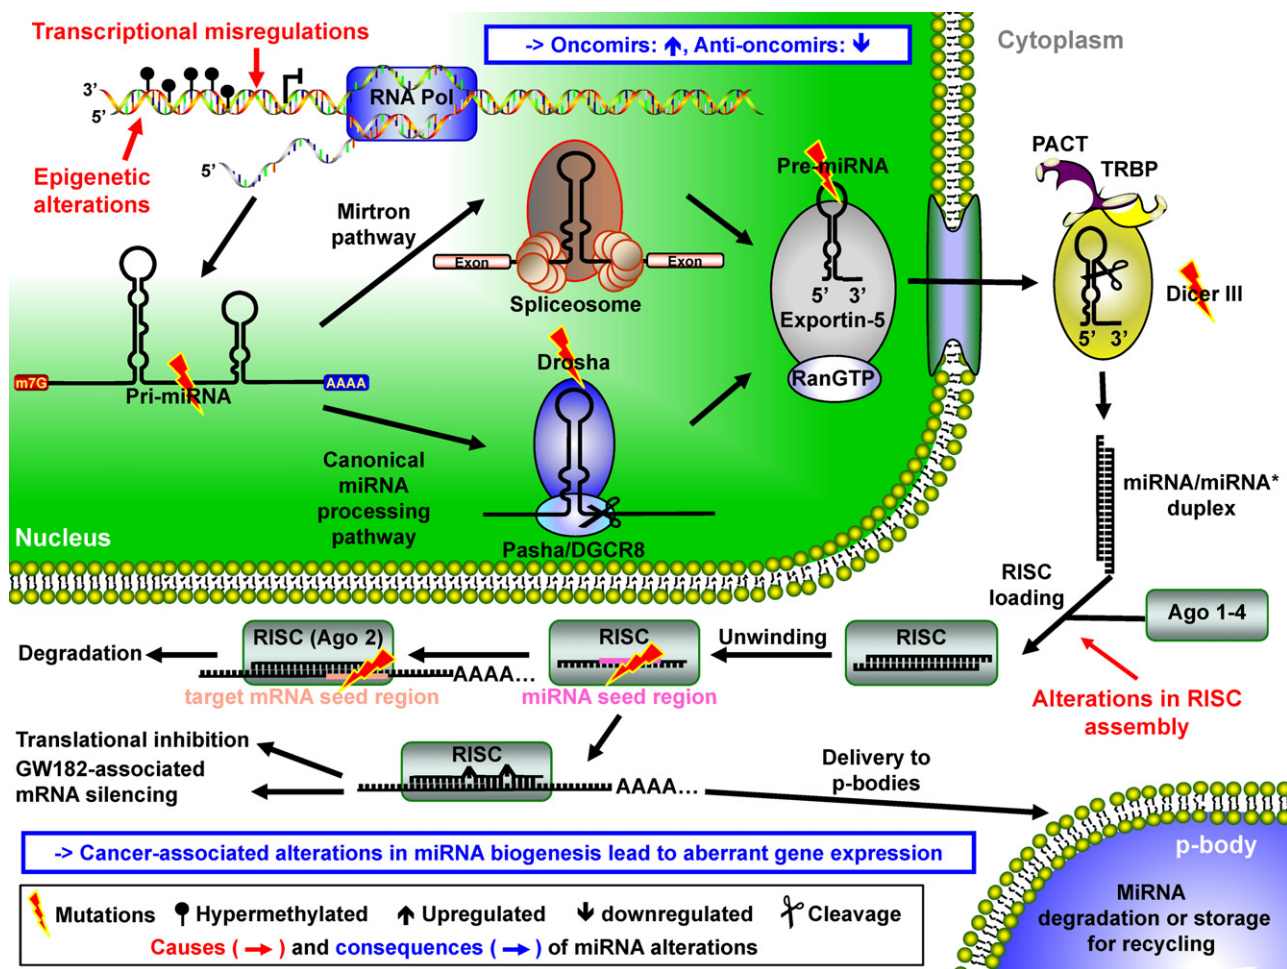 Transcriptional misregulations
-> Oncomirs: ↑, Anti-oncomirs: ↓
Cytoplasm
3’
5’
RNA Pol
5’
Epigenetic
alterations
Mirtron
pathway
Exon
Exon
Spliceosome
Pre-miRNA
5’ 3’
Exportin-5
RanGTP
PACT
TRBP
Dicer III
5’ 3’
m7G
Pri-miRNA
AAAA
Drosha
Canonical
miRNA
processing
pathway
Pasha/DGCR8
Nucleus
miRNA/miRNA*
duplex
RISC
loading
Ago 1-4
Alterations in RISC
assembly
RISC
Unwinding
RISC
miRNA seed region
RISC (Ago 2)
AAAA...
target mRNA seed region
Degradation
Translational inhibition
GW182-associated
mRNA silencing
RISC
AAAA...
Delivery to
p-bodies
p-body
MiRNA
degradation or storage
for recycling
-> Cancer-associated alterations in miRNA biogenesis lead to aberrant gene expression
Mutations Hypermethylated Upregulated downregulated Cleavage
Causes ( → ) and consequences ( → ) of miRNA alterations